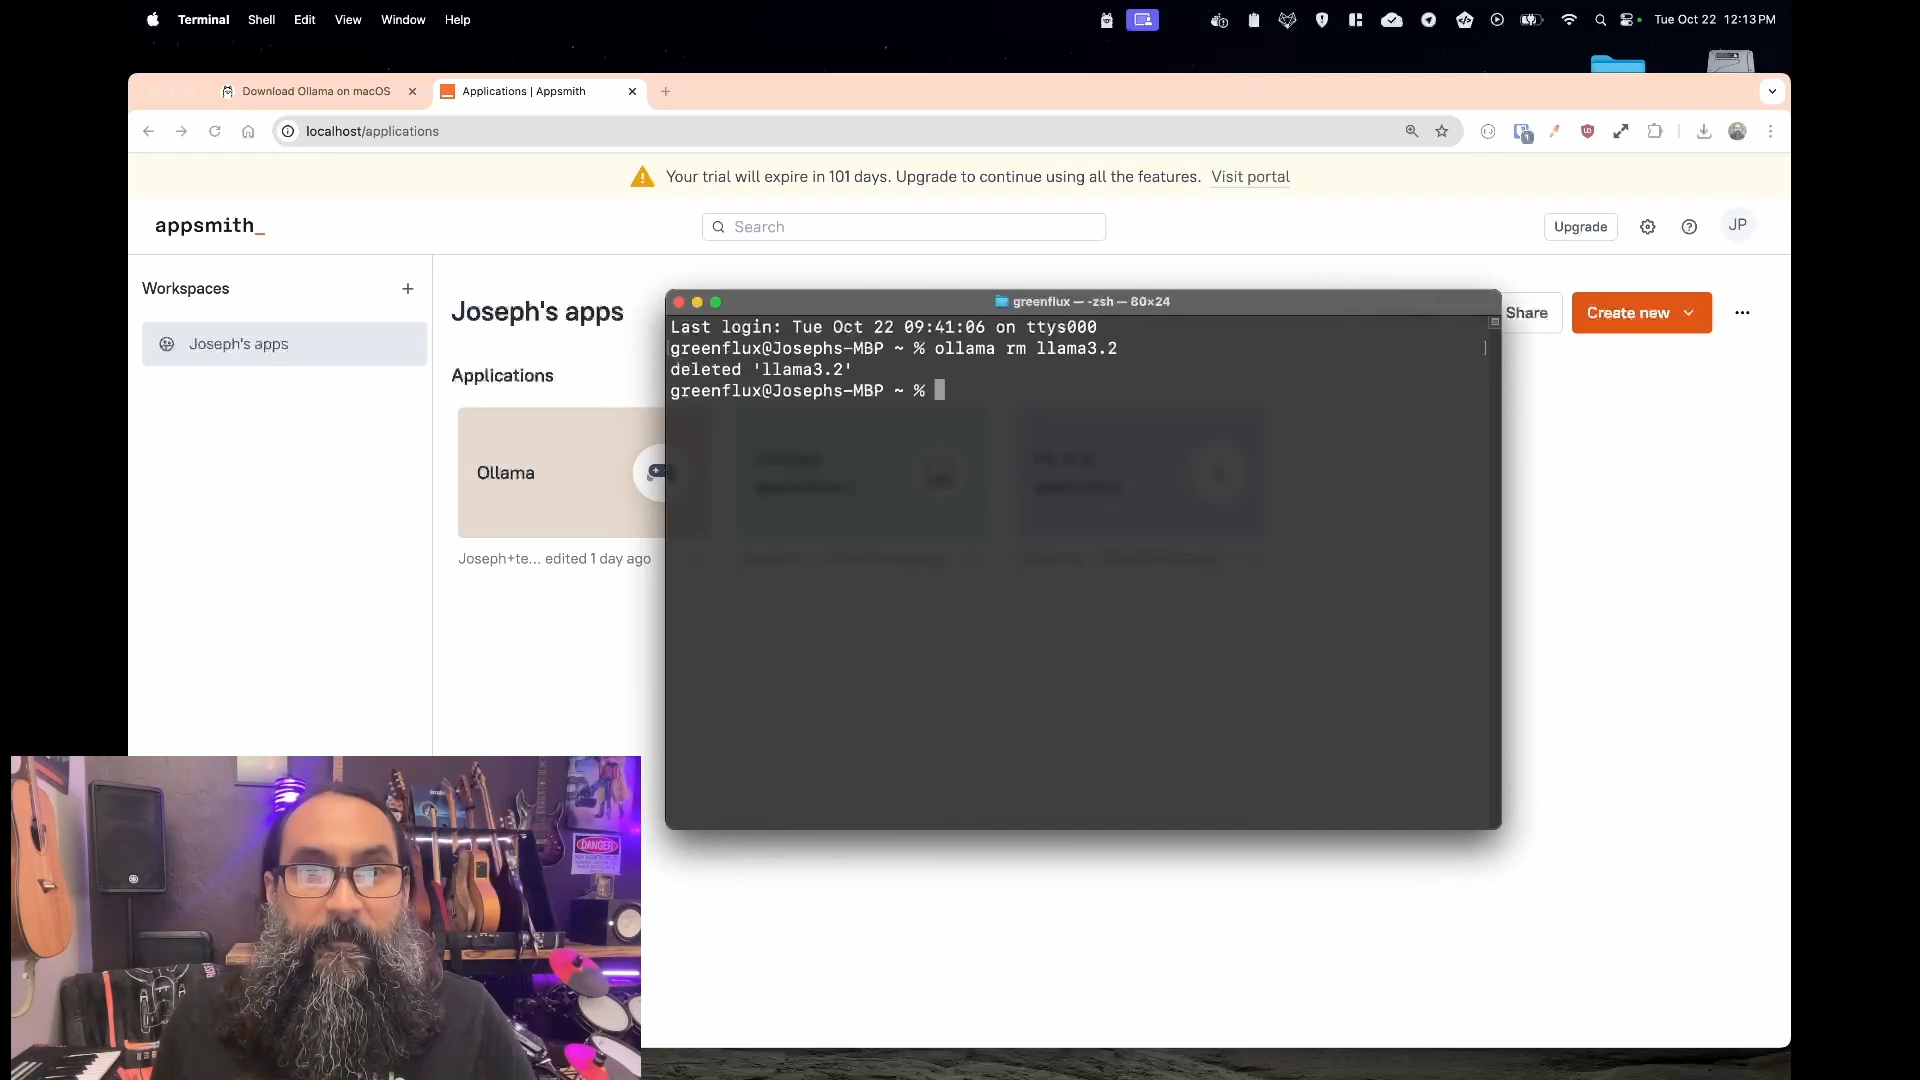 Terminal Shell Edit View Window Help
Tue Oct 22 12:13 PM
Download Ollama on macOS
Applications | Appsmith
localhost/applications
1
Your trial will expire in 101 days. Upgrade to continue using all the features. Visit portal
appsmith_
Search
Upgrade
JP
Workspaces
Joseph's apps
Joseph's apps
Share
Create new
Applications
Ollama
Joseph+te... edited 1 day ago
greenflux — -zsh — 80×24
Last login: Tue Oct 22 09:41:06 on ttys000
greenflux@Josephs-MBP ~ % ollama rm llama3.2
deleted 'llama3.2'
greenflux@Josephs-MBP ~ %
DANGER